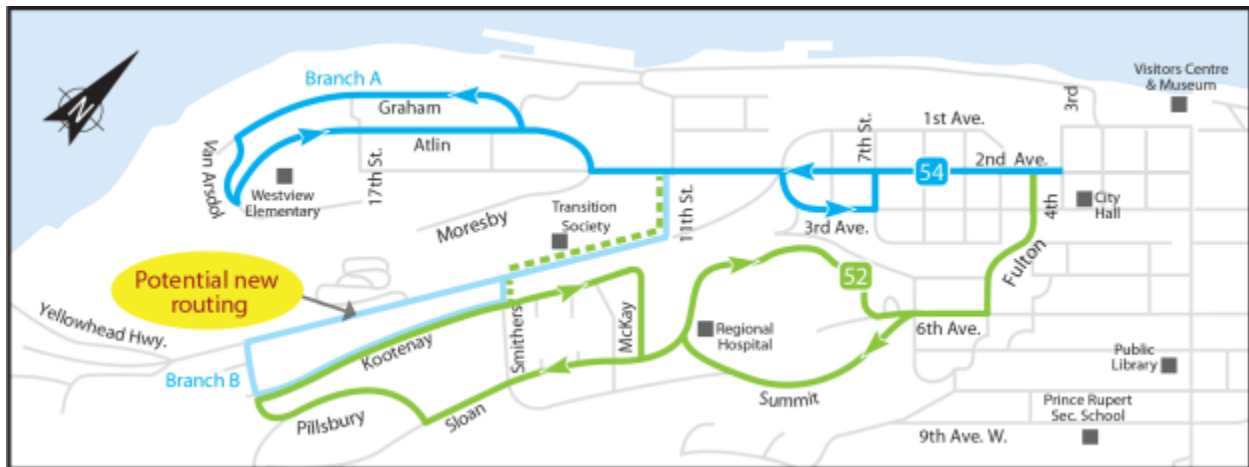 Visitors Centre
& Museum
Branch A
Graham
Atlin
Van Arsdol
Westview
Elementary
17th St.
Moresby
Transition
Society
11th St.
7th St.
1st Ave.
3rd
2nd Ave.
54
3rd Ave.
4th
City
Hall
N
Potential new
routing
Yellowhead Hwy.
Branch B
Kootenay
Smithers
McKay
Regional
Hospital
52
Fulton
6th Ave.
Summit
Pillsbury
Sloan
Public
Library
Prince Rupert
Sec. School
9th Ave. W.